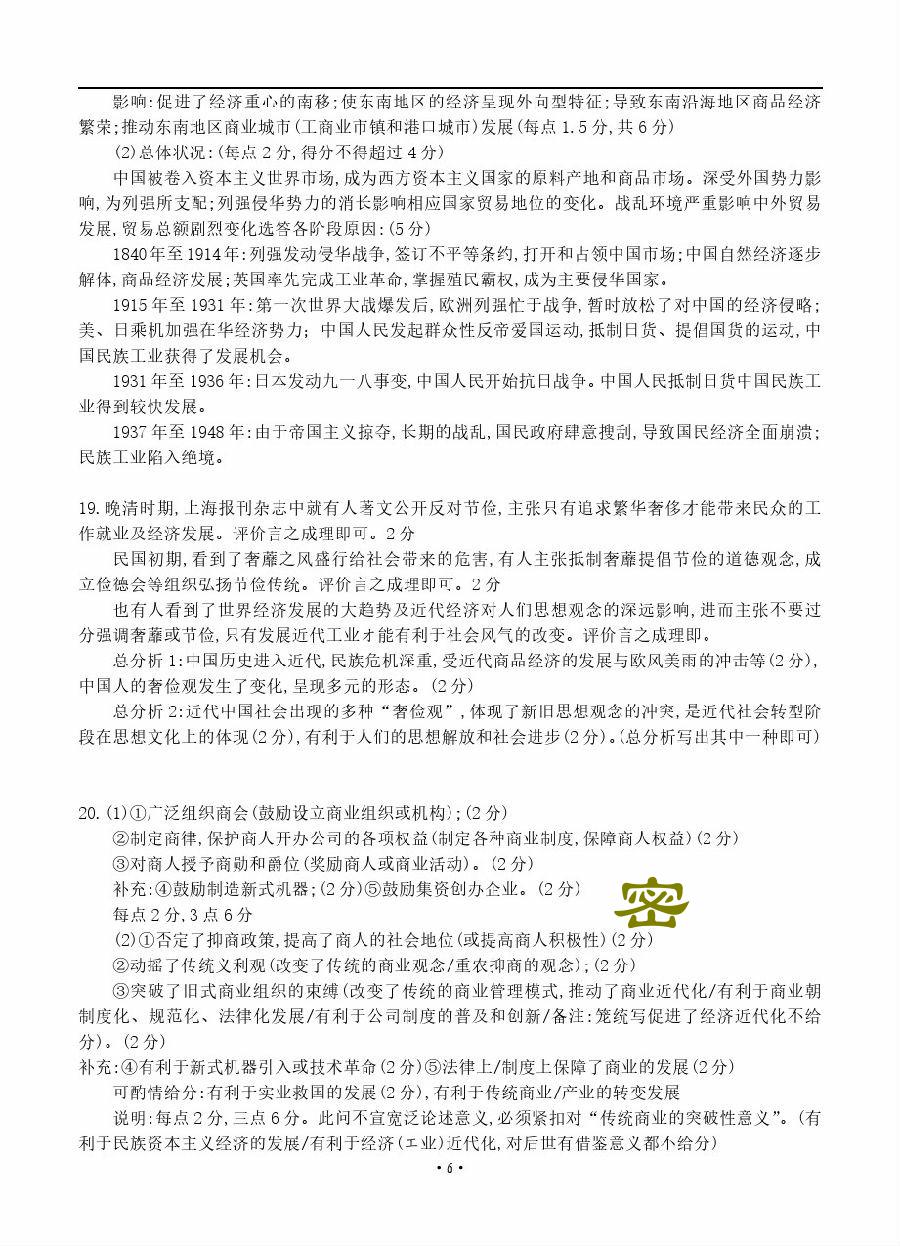 影响:促进了经济重心的南移;使东南地区的经济呈现外向型特征;导致东南沿海地区商品经济
繁荣;推动东南地区商业城市(工商业市镇和港口城市)发展(每点 1.5 分,共 6 分)
(2)总体状况:(每点 2 分,得分不得超过 4 分)
中国被卷入资本主义世界市场,成为西方资本主义国家的原料产地和商品市场。深受外国势力影
响,为列强所支配;列强侵华势力的消长影响相应国家贸易地位的变化。战乱环境严重影响中外贸易
发展,贸易总额剧烈变化选答各阶段原因:(5 分)
1840 年至 1914 年:列强发动侵华战争,签订不平等条约,打开和占领中国市场;中国自然经济逐步
解体,商品经济发展;英国率先完成工业革命,掌握殖民霸权,成为主要侵华国家。
1915 年至 1931 年:第一次世界大战爆发后,欧洲列强忙于战争,暂时放松了对中国的经济侵略;
美、日乘机加强在华经济势力;中国人民发起群众性反帝爱国运动,抵制日货、提倡国货的运动,中
国民族工业获得了发展机会。
1931 年至 1936 年:日本发动九一八事变,中国人民开始抗日战争。中国人民抵制日货中国民族工
业得到较快发展。
1937 年至 1948 年:由于帝国主义掠夺,长期的战乱,国民政府肆意搜刮,导致国民经济全面崩溃;
民族工业陷入绝境。
19.晚清时期,上海报刊杂志中就有人著文公开反对节俭,主张只有追求繁华奢侈才能带来民众的工
作就业及经济发展。评价言之成理即可。2 分
民国初期,看到了奢蘼之风盛行给社会带来的危害,有人主张抵制奢蘼提倡节俭的道德观念,成
立俭德会等组织弘扬节俭传统。评价言之成理即可。2 分
也有人看到了世界经济发展的大趋势及近代经济对人们思想观念的深远影响,进而主张不要过
分强调奢蘼或节俭,只有发展近代工业才能有利于社会风气的改变。评价言之成理即。
总分析 1:中国历史进入近代,民族危机深重,受近代商品经济的发展与欧风美雨的冲击等(2 分),
中国人的奢俭观发生了变化,呈现多元的形态。(2 分)
总分析 2:近代中国社会出现的多种“奢俭观”,体现了新旧思想观念的冲突,是近代社会转型阶
段在思想文化上的体现(2 分),有利于人们的思想解放和社会进步(2 分)。(总分析写出其中一种即可)
20.(1)①广泛组织商会(鼓励设立商业组织或机构);(2 分)
②制定商律,保护商人开办公司的各项权益(制定各种商业制度,保障商人权益)(2 分)
③对商人授予商勋和爵位(奖励商人或商业活动)。(2 分)
补充:④鼓励制造新式机器;(2 分)⑤鼓励集资创办企业。(2 分)
每点 2 分,3 点 6 分
密
(2)①否定了抑商政策,提高了商人的社会地位(或提高商人积极性)(2 分)
②动摇了传统义利观(改变了传统的商业观念/重农抑商的观念);(2 分)
③突破了旧式商业组织的束缚(改变了传统的商业管理模式,推动了商业近代化/有利于商业朝
制度化、规范化、法律化发展/有利于公司制度的普及和创新/备注:笼统写促进了经济近代化不给
分)。(2 分)
补充:④有利于新式机器引入或技术革命(2 分)⑤法律上/制度上保障了商业的发展(2 分)
可酌情给分:有利于实业救国的发展(2 分),有利于传统商业/产业的转变发展
说明:每点 2 分,三点 6 分。此问不宜宽泛论述意义,必须紧扣对“传统商业的突破性意义”。(有
利于民族资本主义经济的发展/有利于经济(工业)近代化,对后世有借鉴意义都不给分)
·6·